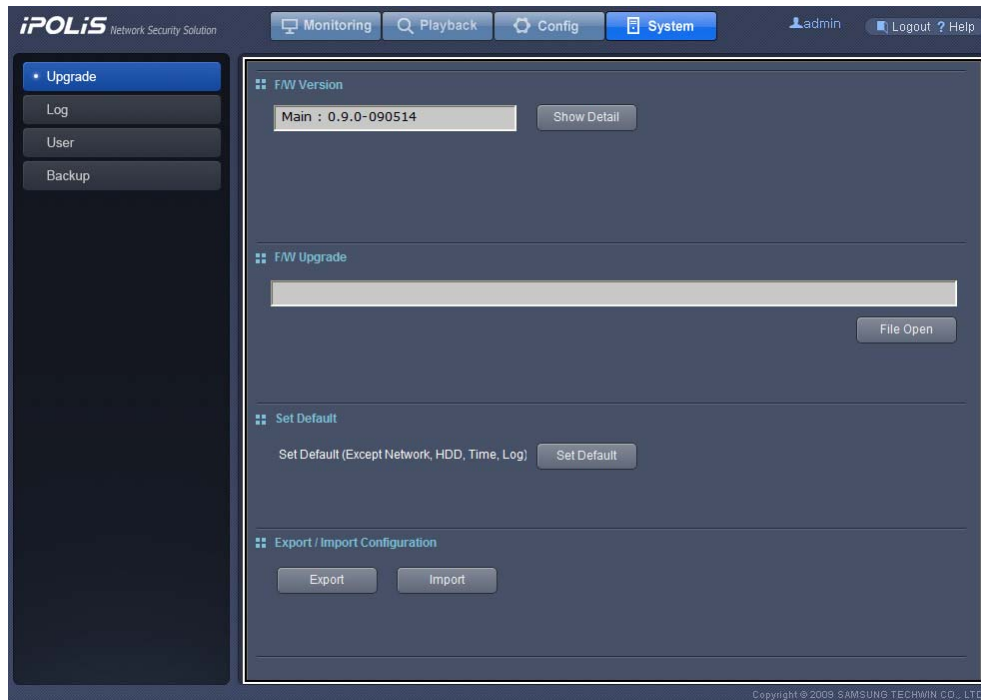 iPOLiS Network Security Solution
Monitoring
Playback
Config
System
admin
Logout ? Help
Upgrade
Log
User
Backup
F/W Version
Main : 0.9.0-090514
Show Detail
F/W Upgrade
File Open
Set Default
Set Default (Except Network, HDD, Time, Log)
Set Default
Export / Import Configuration
Export
Import
Copyright © 2009 SAMSUNG TECHWIN CO., LTD